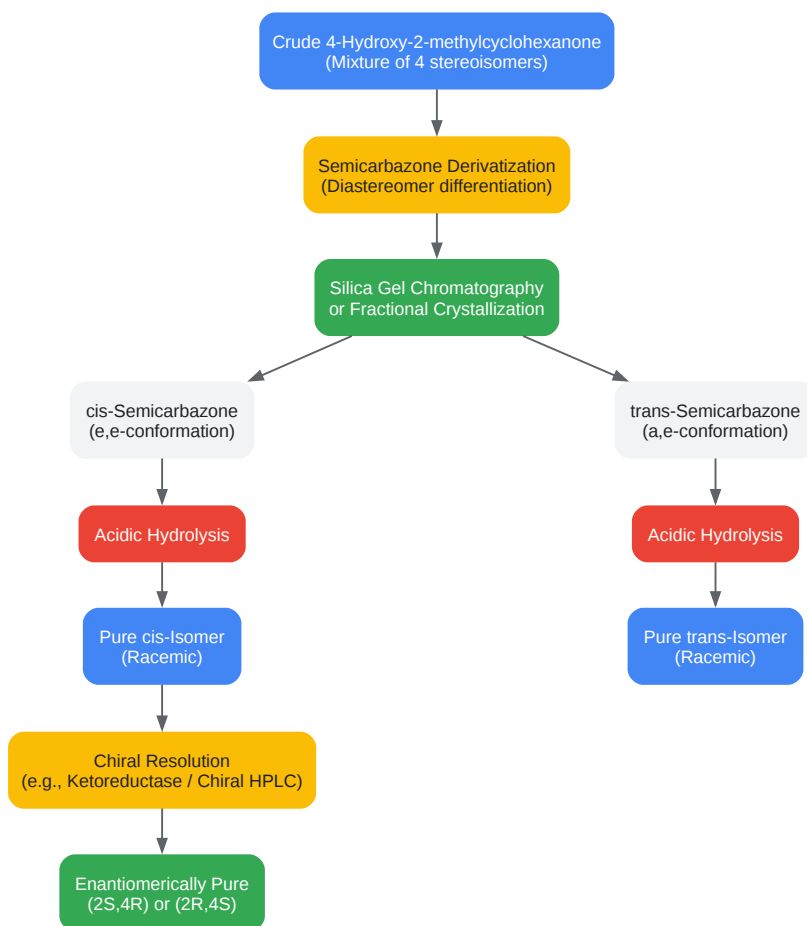 Crude 4-Hydroxy-2-methylcyclohexanone
(Mixture of 4 stereoisomers)
Semicarbazone Derivatization
(Diastereomer differentiation)
Silica Gel Chromatography
or Fractional Crystallization
cis-Semicarbazone
(e,e-conformation)
trans-Semicarbazone
(a,e-conformation)
Acidic Hydrolysis
Acidic Hydrolysis
Pure cis-Isomer
(Racemic)
Pure trans-Isomer
(Racemic)
Chiral Resolution
(e.g., Ketoreductase / Chiral HPLC)
Enantiomerically Pure
(2S,4R) or (2R,4S)